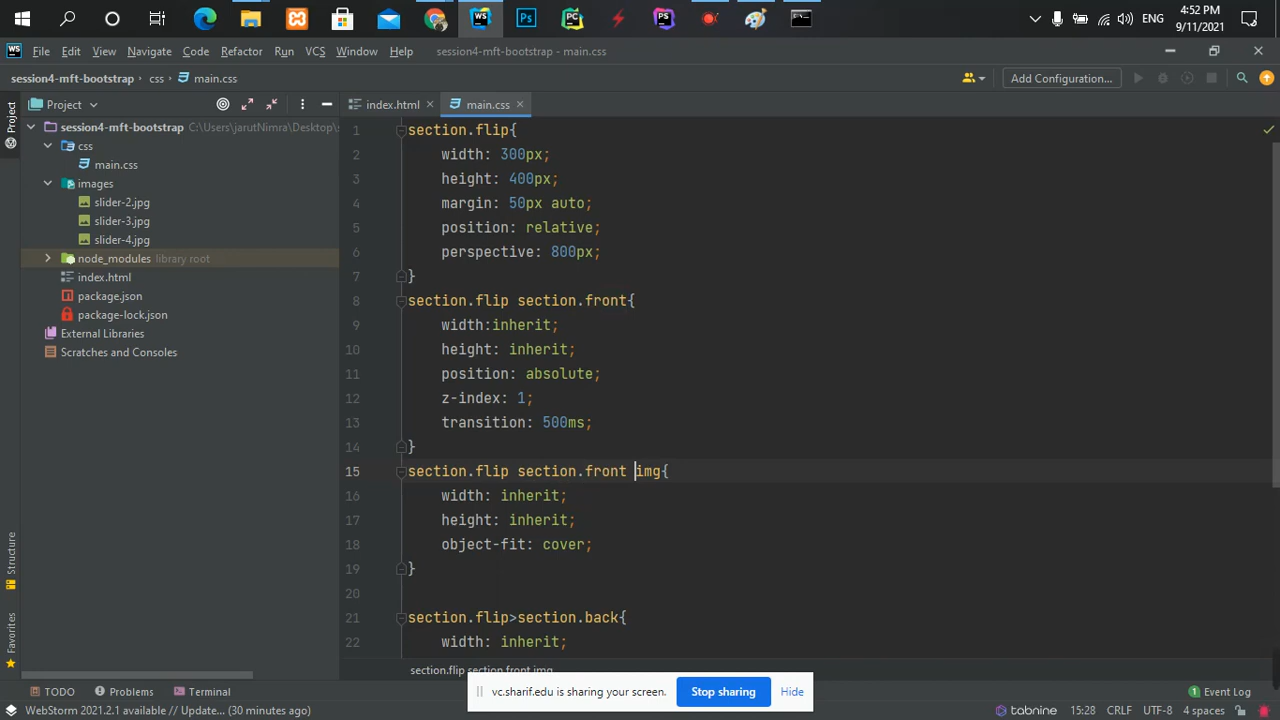 ENG
4:52 PM
9/11/2021
WS
File Edit View Navigate Code Refactor Run VCS Window Help session4-mft-bootstrap - main.css
session4-mft-bootstrap > css > main.css
Add Configuration...
Project
Project
index.html
main.css
session4-mft-bootstrap C:\Users\jarutNimra\Desktop\s
css
main.css
images
slider-2.jpg
slider-3.jpg
slider-4.jpg
node_modules library root
index.html
package.json
package-lock.json
External Libraries
Scratches and Consoles
1 section.flip{
2 width: 300px;
3 height: 400px;
4 margin: 50px auto;
5 position: relative;
6 perspective: 800px;
7 }
8 section.flip section.front{
9 width:inherit;
10 height: inherit;
11 position: absolute;
12 z-index: 1;
13 transition: 500ms;
14 }
15 section.flip section.front img{
16 width: inherit;
17 height: inherit;
18 object-fit: cover;
19 }
20
21 section.flip>section.back{
22 width: inherit;
section.flip section.front img
Structure
Favorites
TODO Problems Terminal
vc.sharif.edu is sharing your screen. Stop sharing Hide
Event Log
WebStorm 2021.2.1 available // Update... (30 minutes ago)
tabnine 15:28 CRLF UTF-8 4 spaces